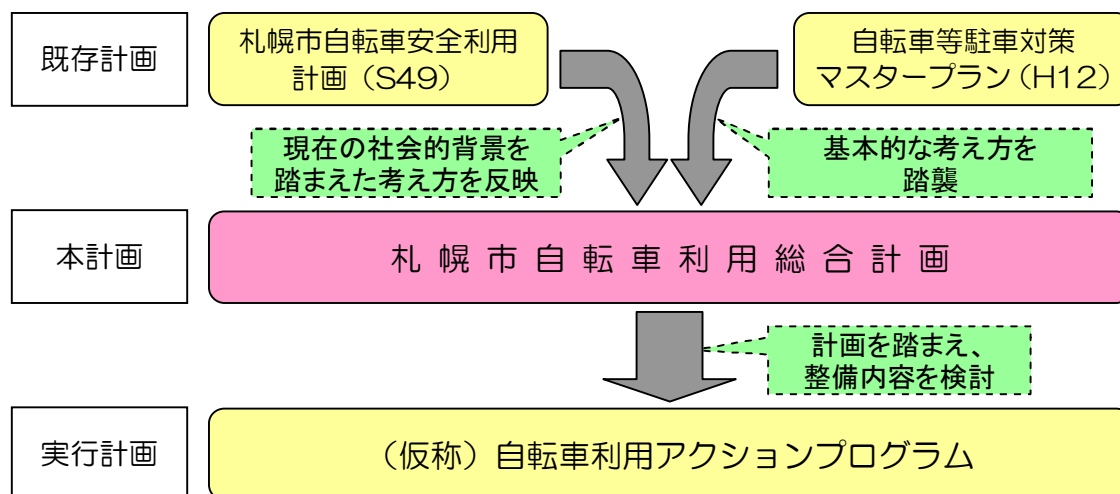 既存計画
札幌市自転車安全利用
計画（S49）
自転車等駐車対策
マスタープラン（H12）
現在の社会的背景を
踏まえた考え方を反映
基本的な考え方を
踏襲
本計画
札幌市自転車利用総合計画
計画を踏まえ、
整備内容を検討
実行計画
（仮称）自転車利用アクションプログラム